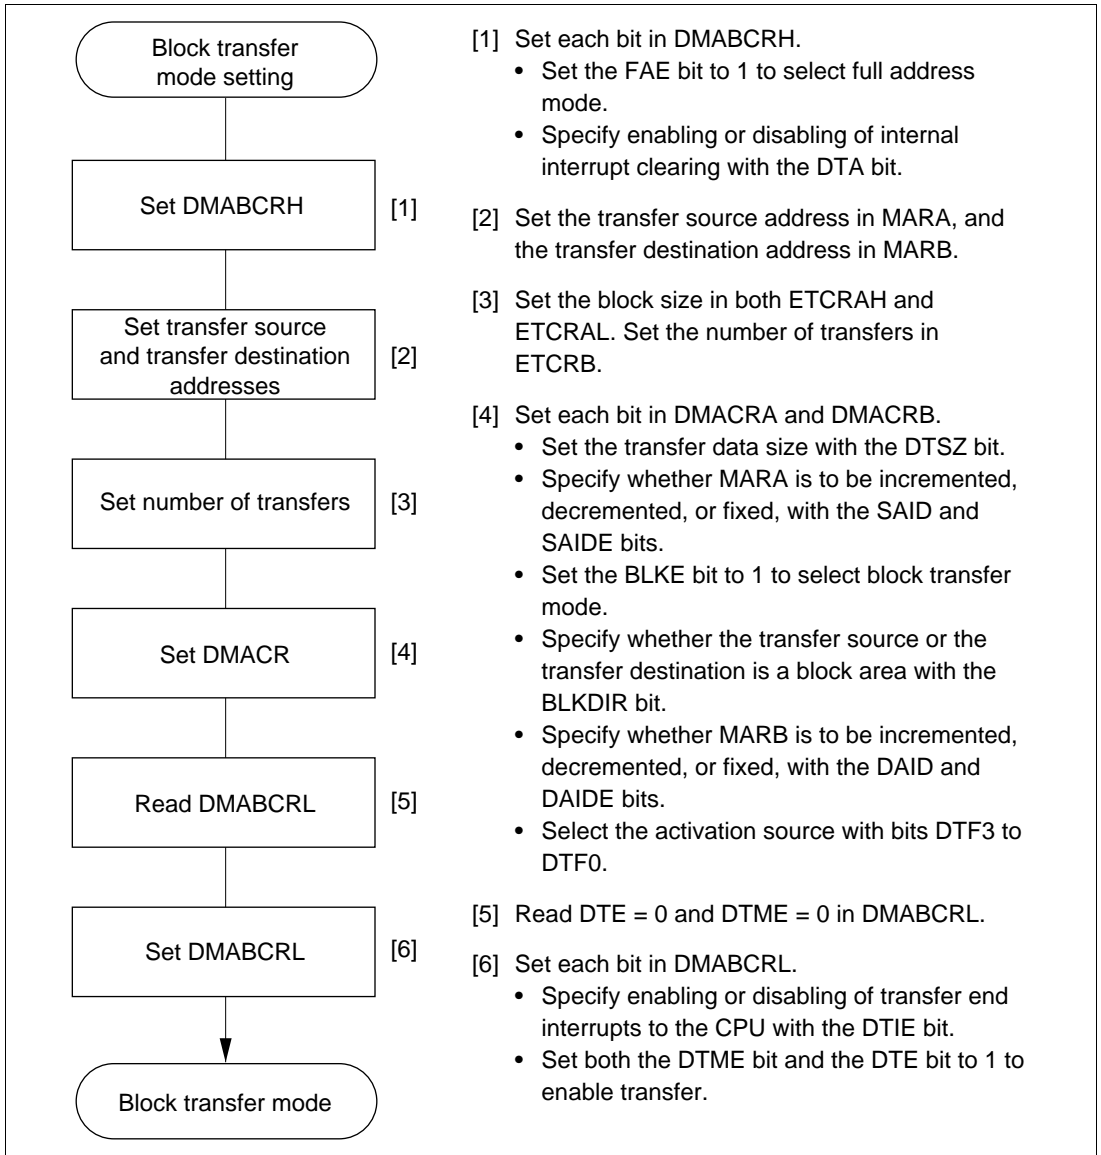 Block transfer
mode setting
Set DMABCRH
[1]
Set transfer source
and transfer destination
addresses
[2]
Set number of transfers
[3]
Set DMACR
[4]
Read DMABCRL
[5]
Set DMABCRL
[6]
Block transfer mode
[1] Set each bit in DMABCRH.
• Set the FAE bit to 1 to select full address
mode.
• Specify enabling or disabling of internal
interrupt clearing with the DTA bit.
[2] Set the transfer source address in MARA, and
the transfer destination address in MARB.
[3] Set the block size in both ETCRAH and
ETCRAL. Set the number of transfers in
ETCRB.
[4] Set each bit in DMACRA and DMACRB.
• Set the transfer data size with the DTSZ bit.
• Specify whether MARA is to be incremented,
decremented, or fixed, with the SAID and
SAIDE bits.
• Set the BLKE bit to 1 to select block transfer
mode.
• Specify whether the transfer source or the
transfer destination is a block area with the
BLKDIR bit.
• Specify whether MARB is to be incremented,
decremented, or fixed, with the DAID and
DAIDE bits.
• Select the activation source with bits DTF3 to
DTF0.
[5] Read DTE = 0 and DTME = 0 in DMABCRL.
[6] Set each bit in DMABCRL.
• Specify enabling or disabling of transfer end
interrupts to the CPU with the DTIE bit.
• Set both the DTME bit and the DTE bit to 1 to
enable transfer.